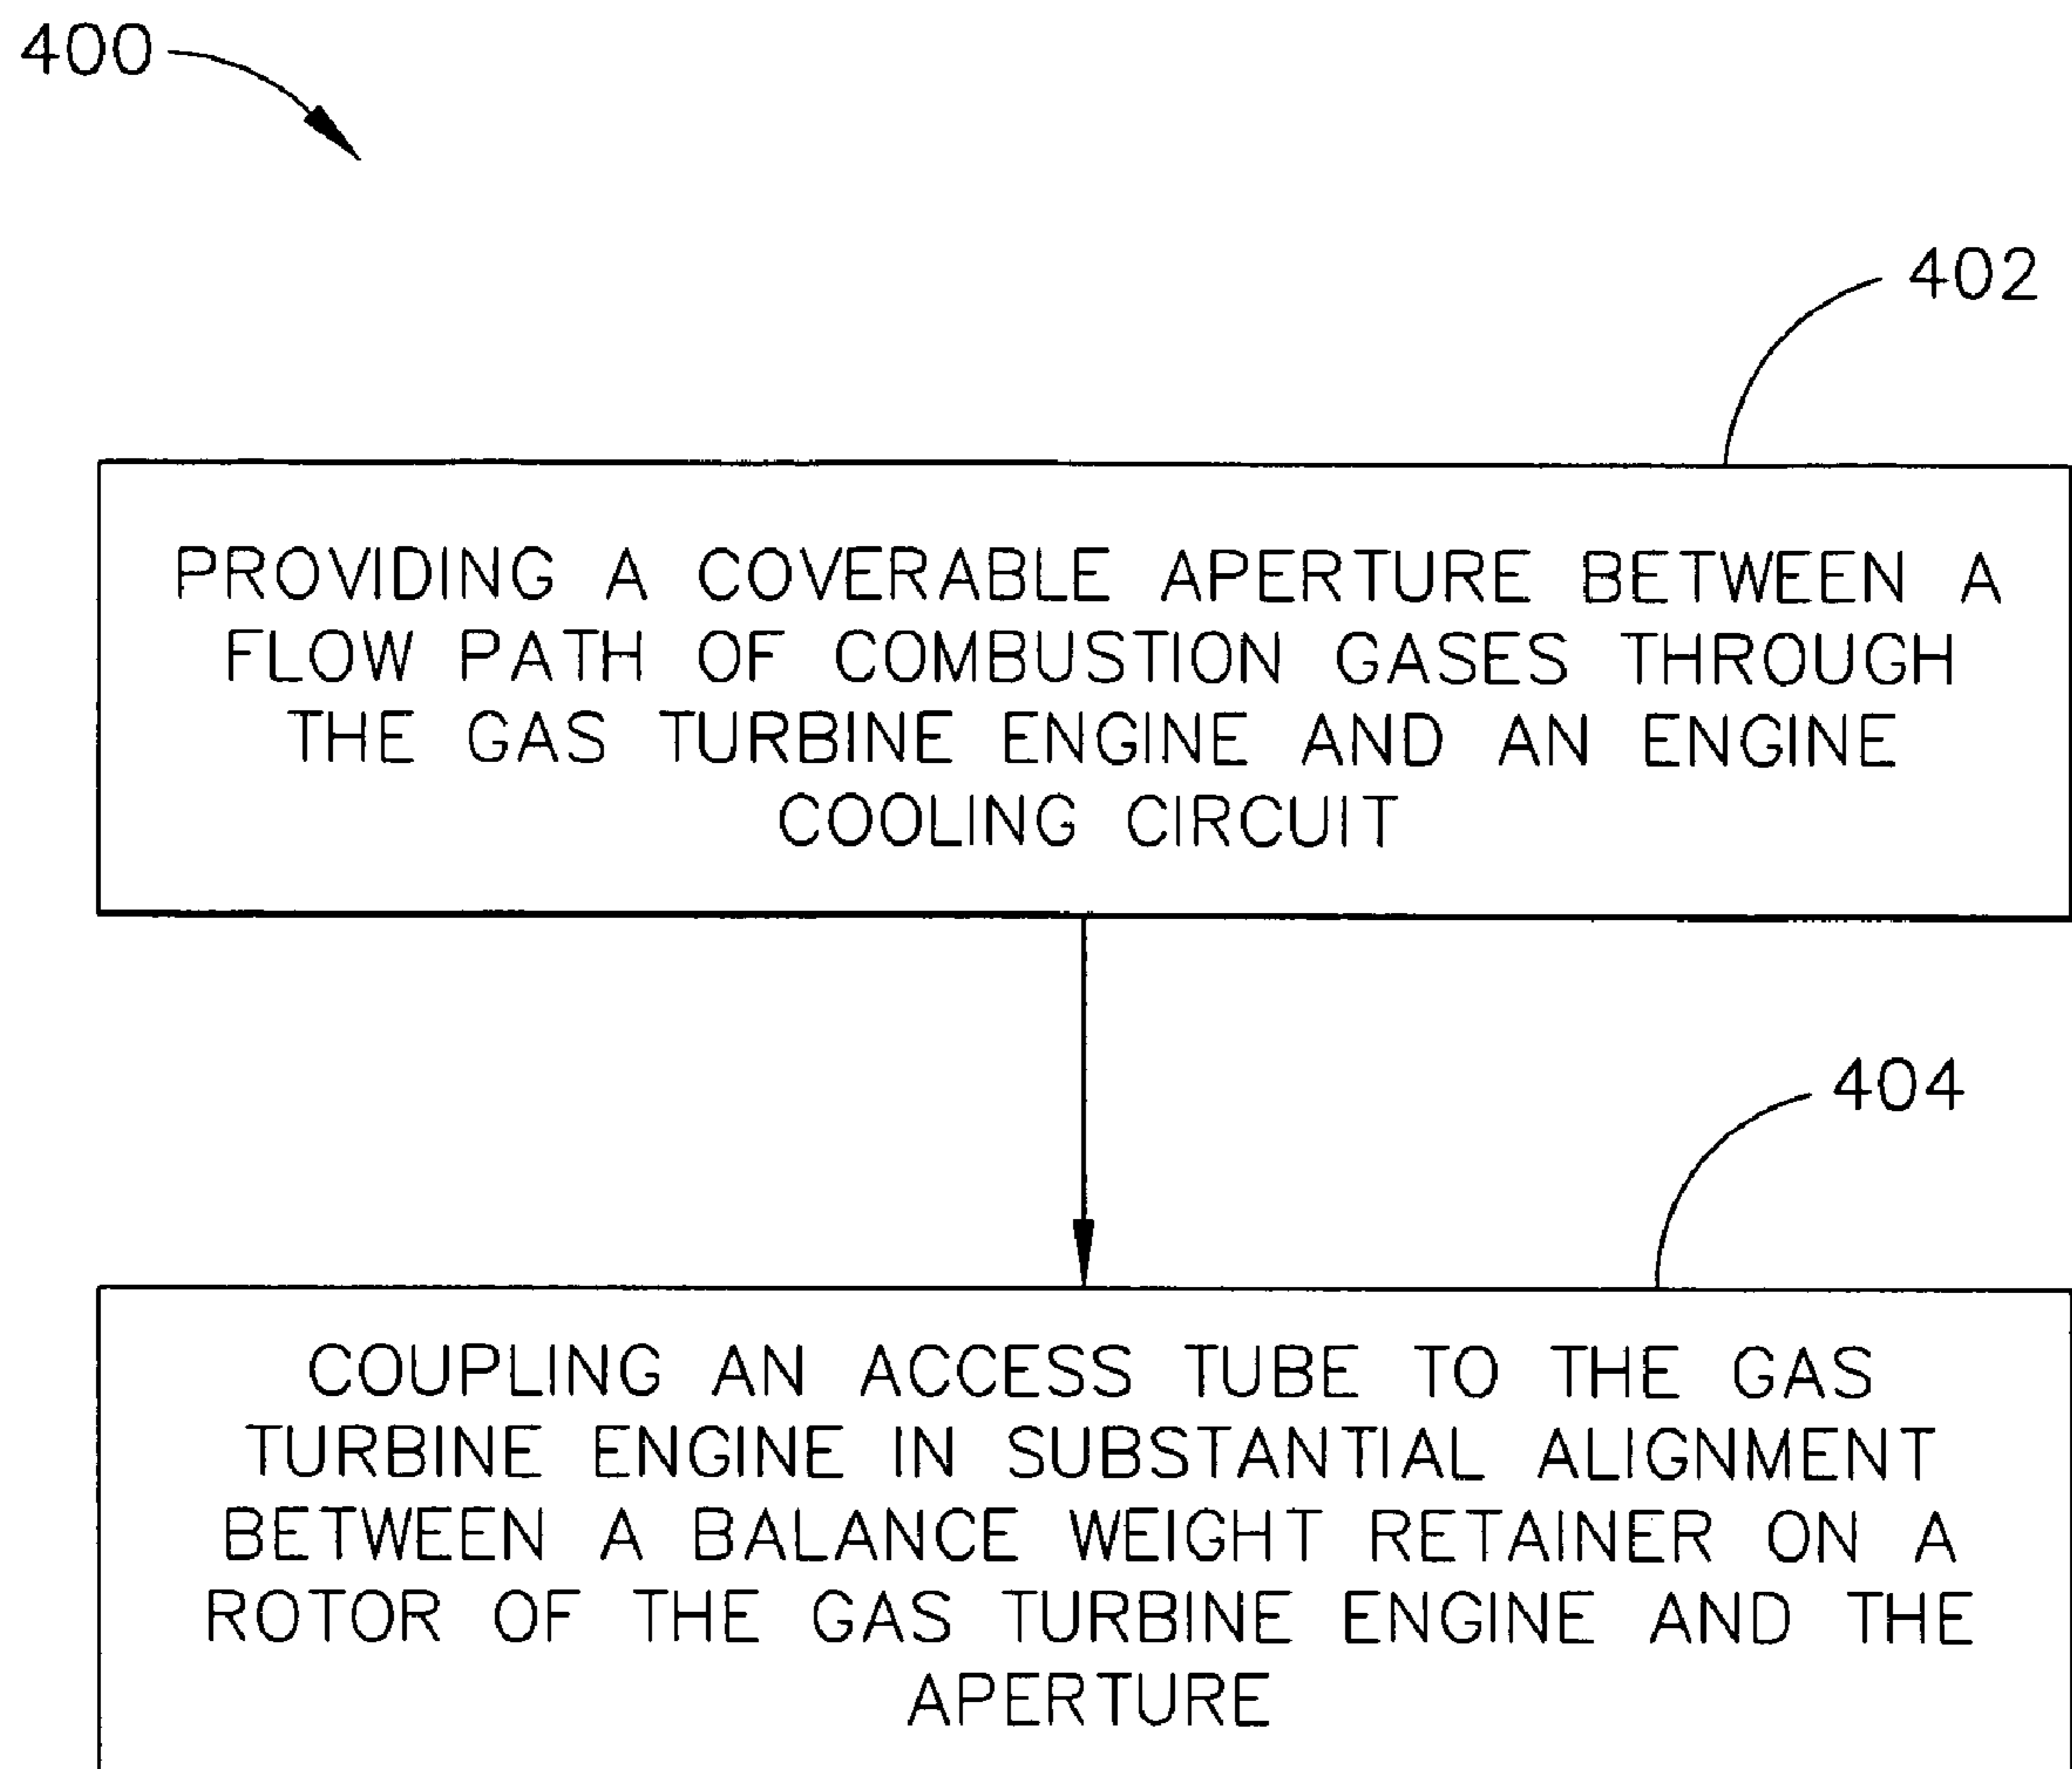 400
402
PROVIDING A COVERABLE APERTURE BETWEEN A
FLOW PATH OF COMBUSTION GASES THROUGH
THE GAS TURBINE ENGINE AND AN ENGINE
COOLING CIRCUIT
404
COUPLING AN ACCESS TUBE TO THE GAS
TURBINE ENGINE IN SUBSTANTIAL ALIGNMENT
BETWEEN A BALANCE WEIGHT RETAINER ON A
ROTOR OF THE GAS TURBINE ENGINE AND THE
APERTURE